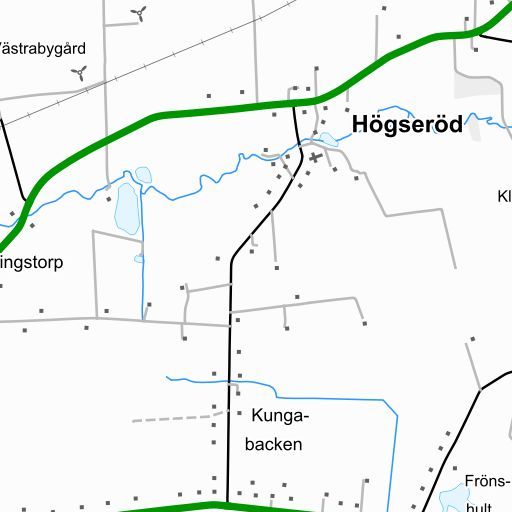 Västrabygård
Högseröd
Kl
ingstorp
Kunga-
backen
Fröns-
hult